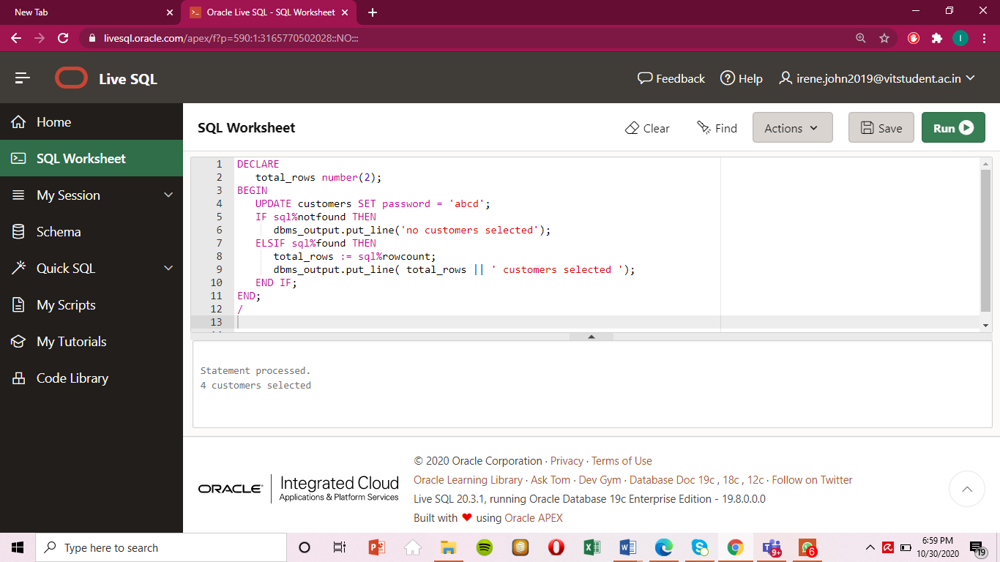 New Tab
Oracle Live SQL - SQL Worksheet
livesql.oracle.com/apex/f?p=590:1:3165770502028::NO:::
I
Live SQL
Feedback
Help
irene.john2019@vitstudent.ac.in
Home
SQL Worksheet
My Session
Schema
Quick SQL
My Scripts
My Tutorials
Code Library
SQL Worksheet
Clear
Find
Actions
Save
Run
1 DECLARE
2 total_rows number(2);
3 BEGIN
4 UPDATE customers SET password = 'abcd';
5 IF sql%notfound THEN
6 dbms_output.put_line('no customers selected');
7 ELSIF sql%found THEN
8 total_rows := sql%rowcount;
9 dbms_output.put_line( total_rows || ' customers selected ');
10 END IF;
11 END;
12 /
13
Statement processed.
4 customers selected
ORACLE
Integrated Cloud
Applications & Platform Services
© 2020 Oracle Corporation · Privacy · Terms of Use
Oracle Learning Library · Ask Tom · Dev Gym · Database Doc 19c , 18c , 12c · Follow on Twitter
Live SQL 20.3.1, running Oracle Database 19c Enterprise Edition - 19.8.0.0.0
Built with ❤ using Oracle APEX
Type here to search
9+
6
6:59 PM
10/30/2020
19